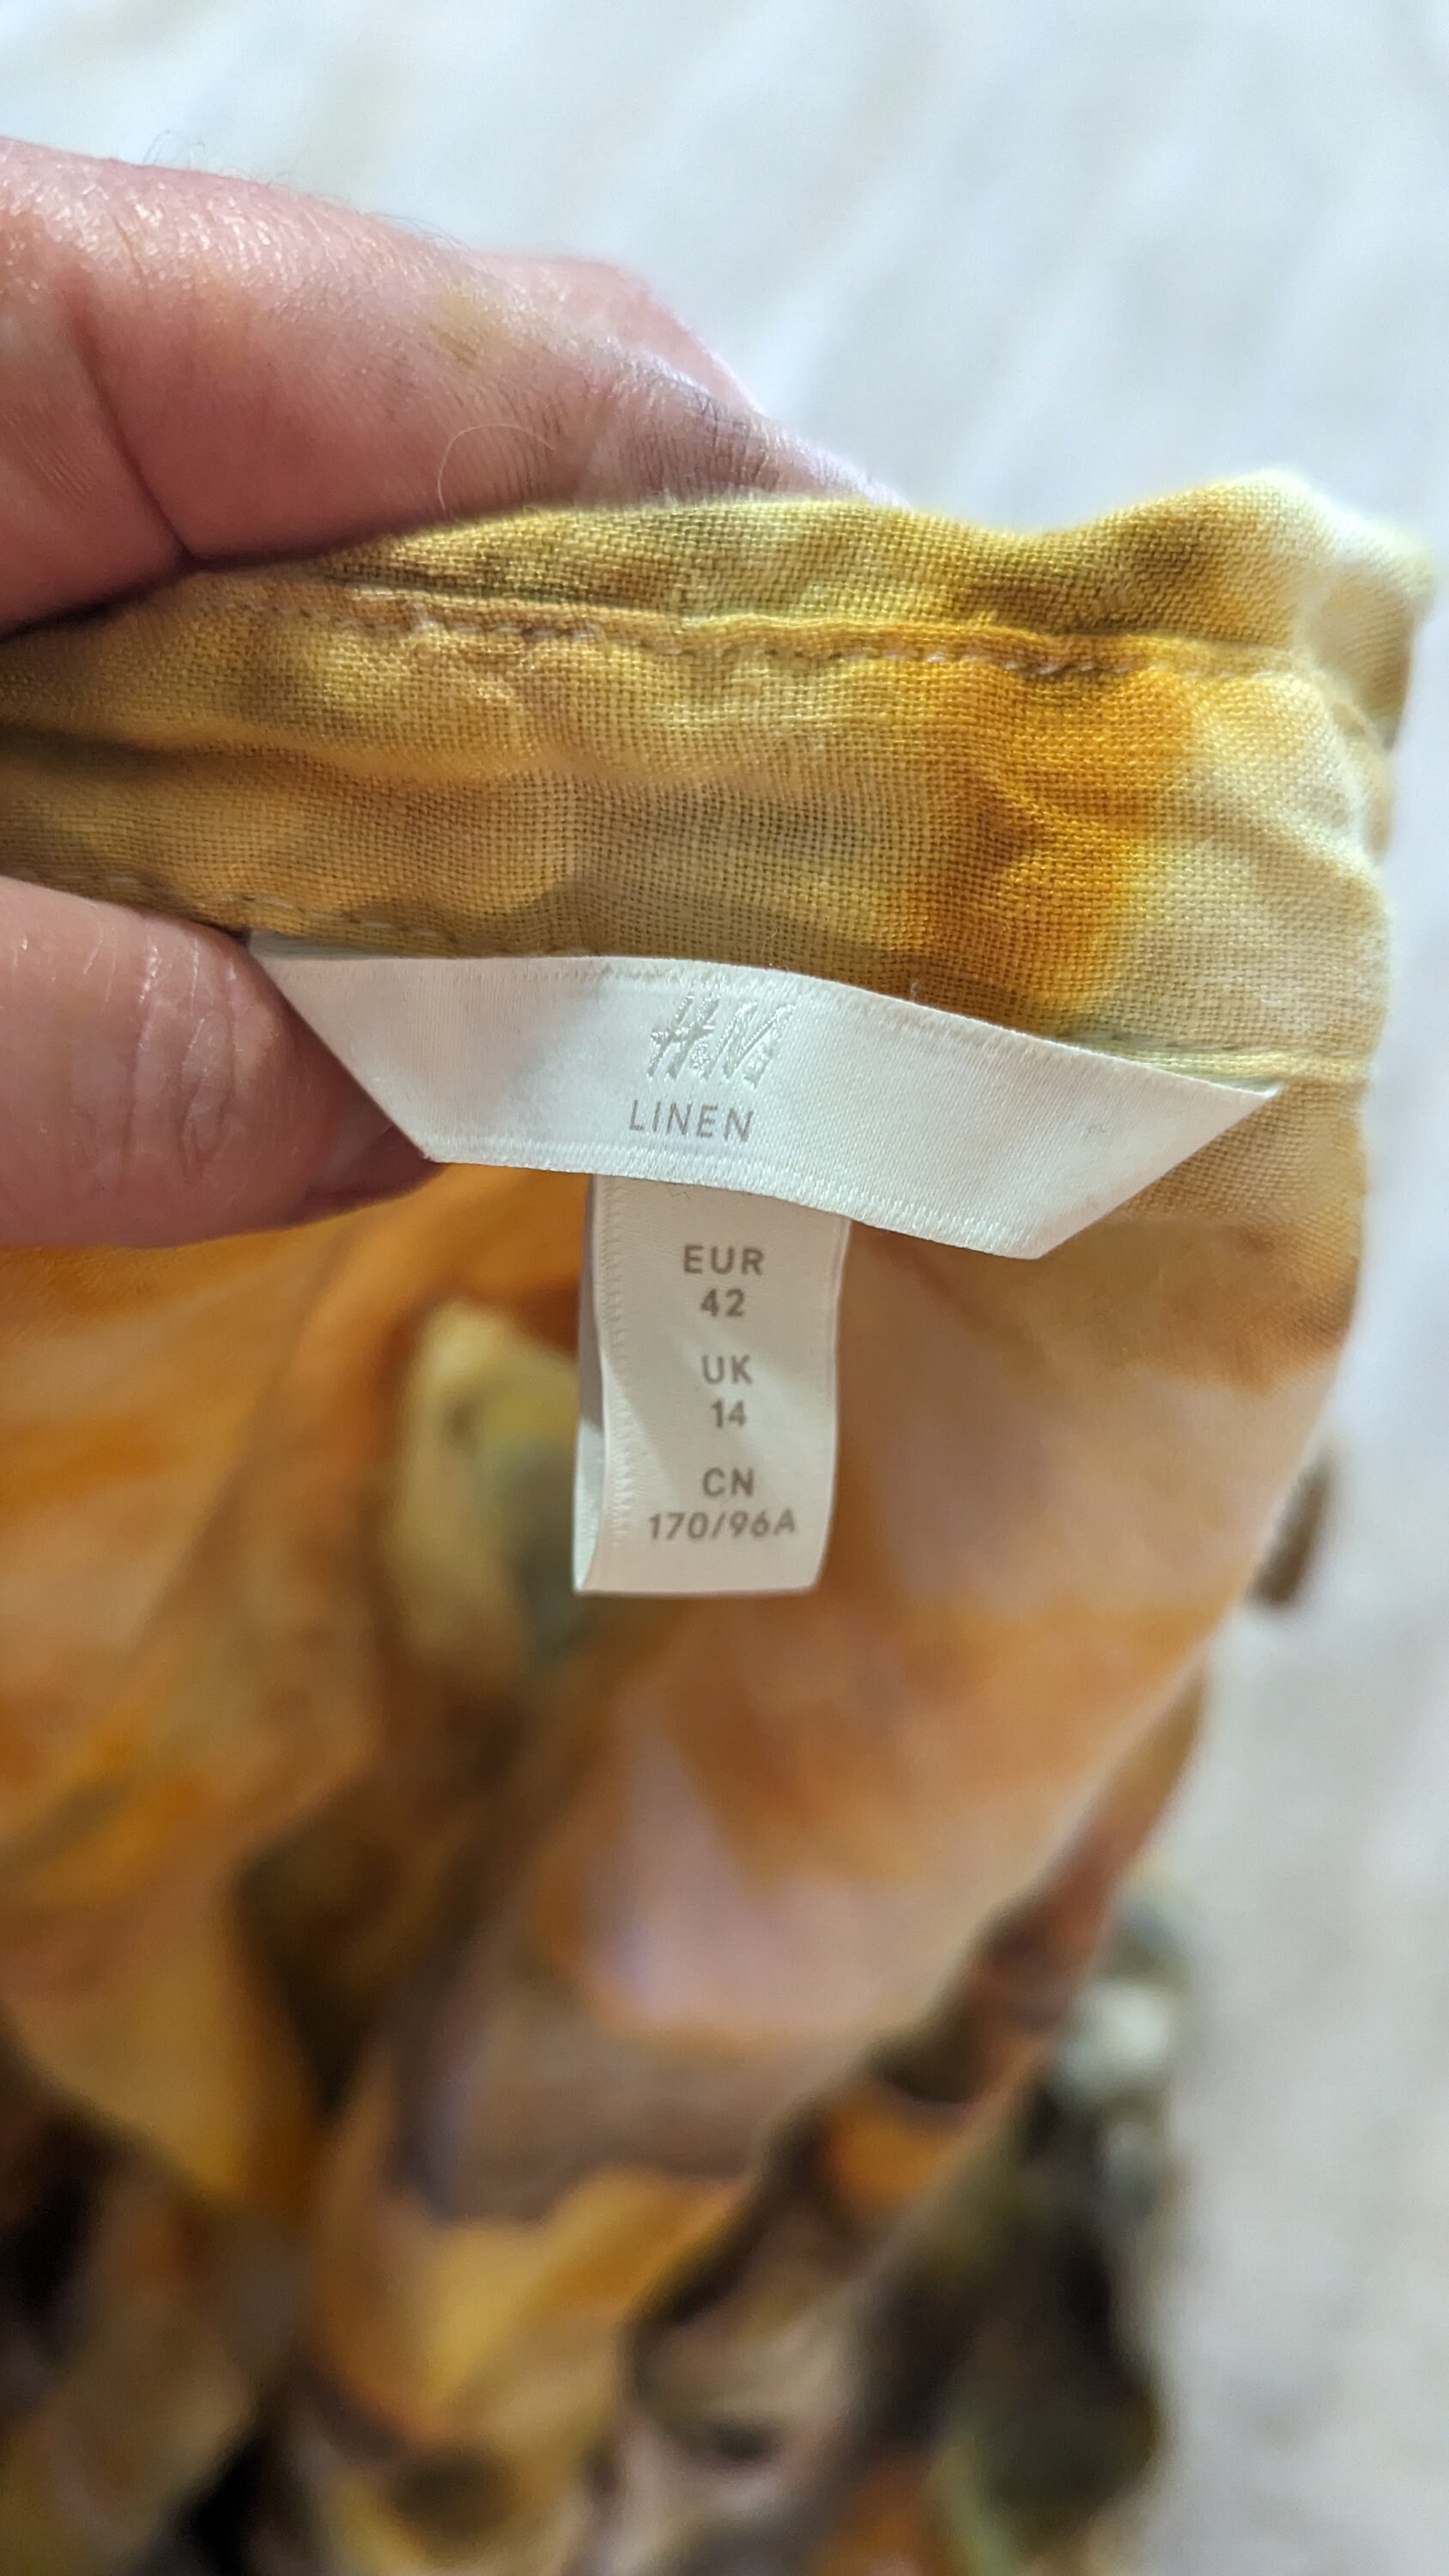 H&M
LINEN
EUR
42
UK
14
CN
170/96A